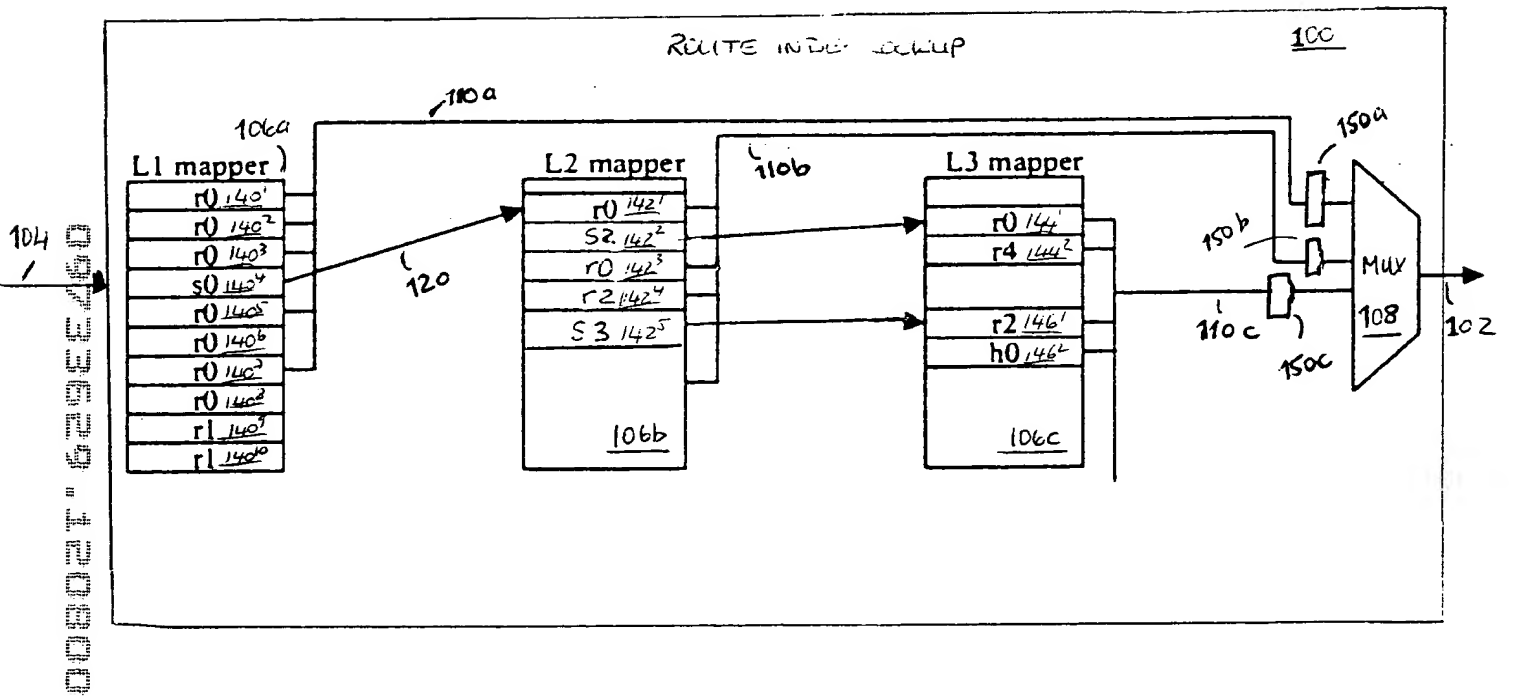 ROUTE
100
110a
106a
L1 mapper
r0 140¹
r0 140²
r0 140³
s0 140⁴
r0 140⁵
r0 140⁶
r0 140⁷
r0 140⁸
r1 140⁹
r1 140¹⁰
104
120
L2 mapper
r0 142¹
S2 142²
r0 142³
r2 142⁴
S3 142⁵
106b
110b
L3 mapper
r0 144¹
r4 144²
r2 146¹
h0 146²
106c
110c
150a
150b
150c
MUX
108
102
09733629.120800